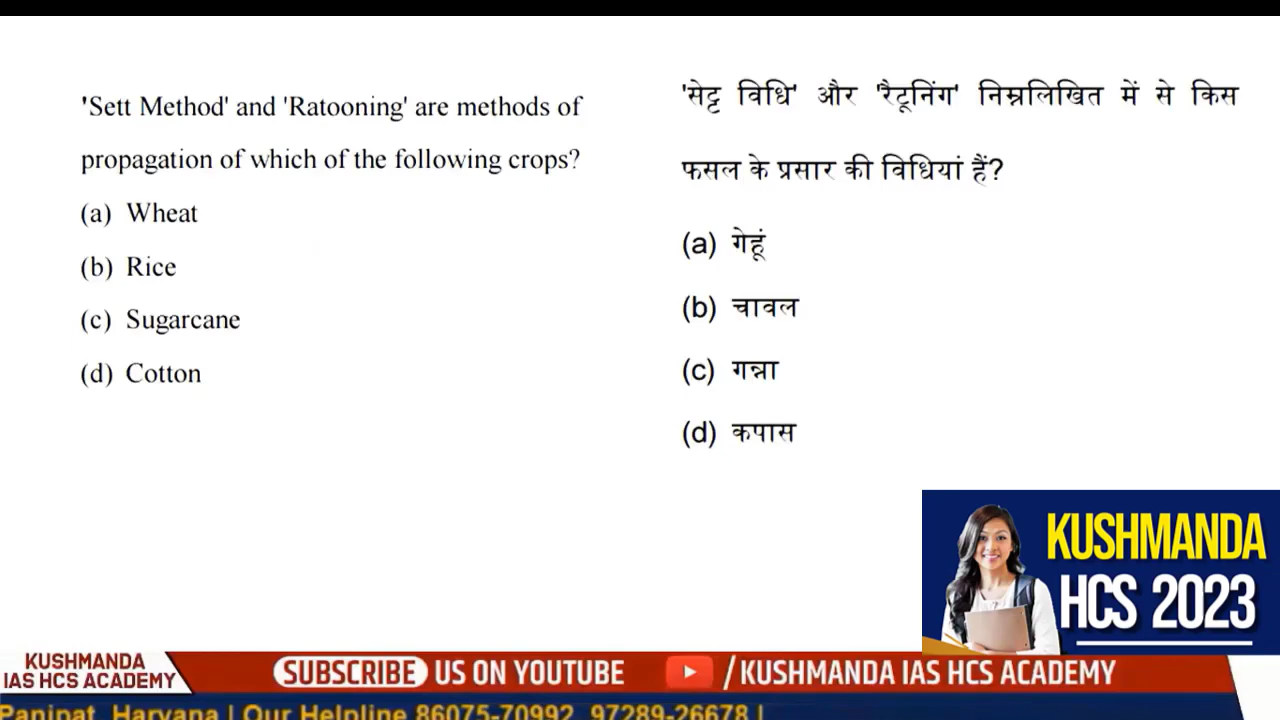 'Sett Method' and 'Ratooning' are methods of
propagation of which of the following crops?
(a) Wheat
(b) Rice
(c) Sugarcane
(d) Cotton
'सेट्ट विधि' और 'रैटूनिंग' निम्नलिखित में से किस
फसल के प्रसार की विधियां हैं?
(a) गेहूं
(b) चावल
(c) गन्ना
(d) कपास
KUSHMANDA
HCS 2023
KUSHMANDA
IAS HCS ACADEMY
SUBSCRIBE US ON YOUTUBE /KUSHMANDA IAS HCS ACADEMY
Panipat, Haryana | Our Helpline 86075-70992, 97289-26678 |